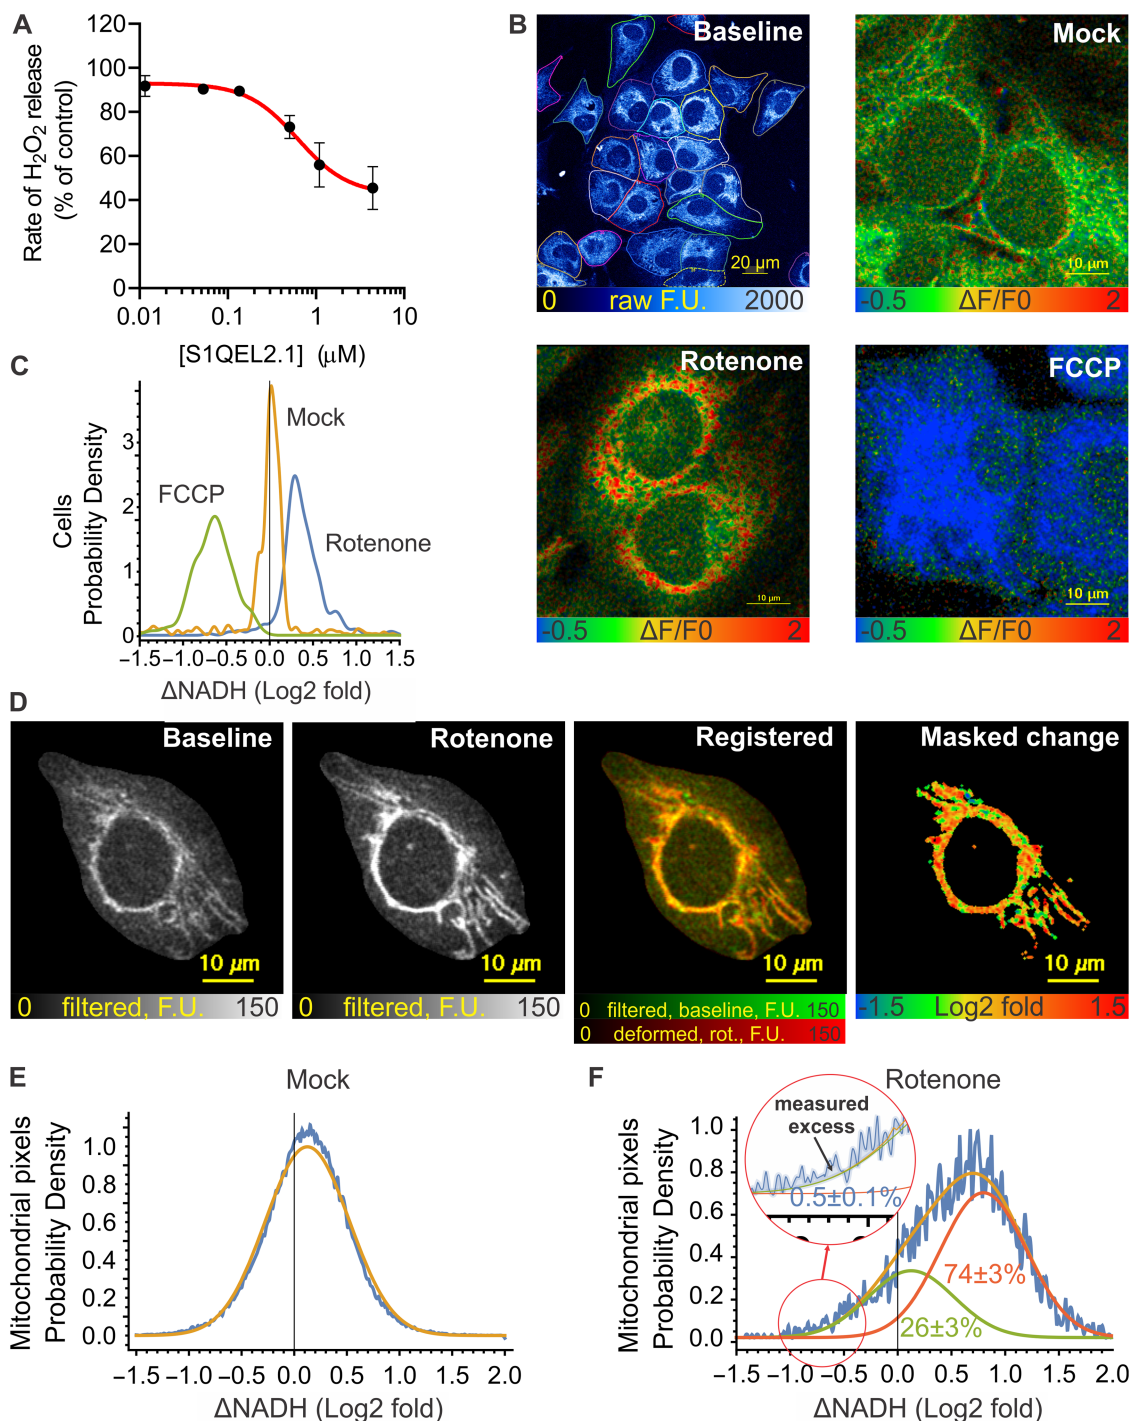 A
120
100
80
60
40
20
0
0.01 0.1 1 10
Rate of H₂O₂ release
(% of control)
[S1QEL2.1] (μM)
B
Baseline
20 μm
0 raw F.U. 2000
Mock
10 μm
-0.5 ΔF/F0 2
Rotenone
10 μm
-0.5 ΔF/F0 2
FCCP
10 μm
-0.5 ΔF/F0 2
C
Mock
FCCP
Rotenone
3
2
1
0
Cells
Probability Density
−1.5 −1.0 −0.5 0.0 0.5 1.0 1.5
ΔNADH (Log2 fold)
D
Baseline
10 μm
0 filtered, F.U. 150
Rotenone
10 μm
0 filtered, F.U. 150
Registered
10 μm
0 filtered, baseline, F.U. 150
0 deformed, rot., F.U. 150
Masked change
10 μm
-1.5 Log2 fold 1.5
E
Mock
1.0
0.8
0.6
0.4
0.2
0.0
Mitochondrial pixels
Probability Density
−1.5 −1.0 −0.5 0.0 0.5 1.0 1.5 2.0
ΔNADH (Log2 fold)
F
Rotenone
measured
excess
0.5±0.1%
74±3%
26±3%
1.0
0.8
0.6
0.4
0.2
0.0
Mitochondrial pixels
Probability Density
−1.5 −1.0 −0.5 0.0 0.5 1.0 1.5 2.0
ΔNADH (Log2 fold)